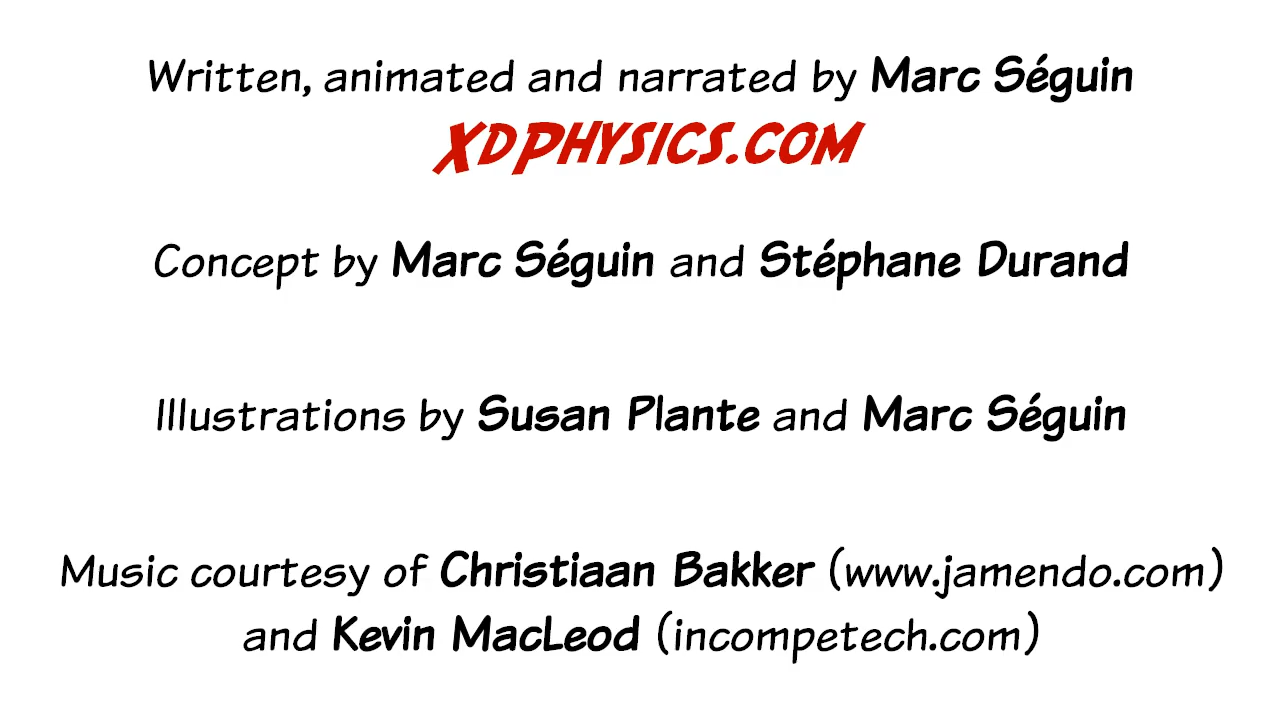 Written, animated and narrated by Marc Séguin
XDPHYSICS.COM
Concept by Marc Séguin and Stéphane Durand
Illustrations by Susan Plante and Marc Séguin
Music courtesy of Christiaan Bakker (www.jamendo.com)
and Kevin MacLeod (incompetech.com)